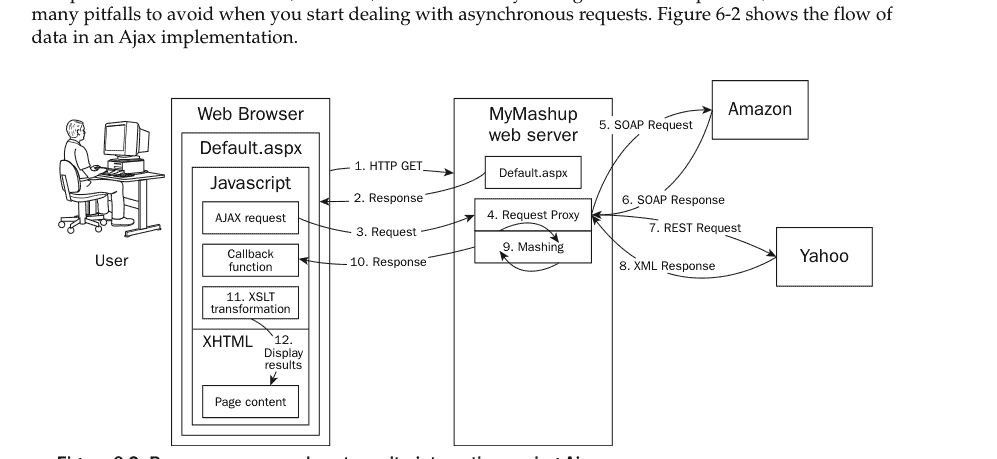 many pitfalls to avoid when you start dealing with asynchronous requests. Figure 6-2 shows the flow of
data in an Ajax implementation.
Web Browser
Default.aspx
Javascript
AJAX request
Callback
function
11. XSLT
transformation
XHTML
12.
Display
results
Page content
User
1. HTTP GET
2. Response
3. Request
10. Response
MyMashup
web server
Default.aspx
4. Request Proxy
9. Mashing
5. SOAP Request
6. SOAP Response
7. REST Request
8. XML Response
Amazon
Yahoo